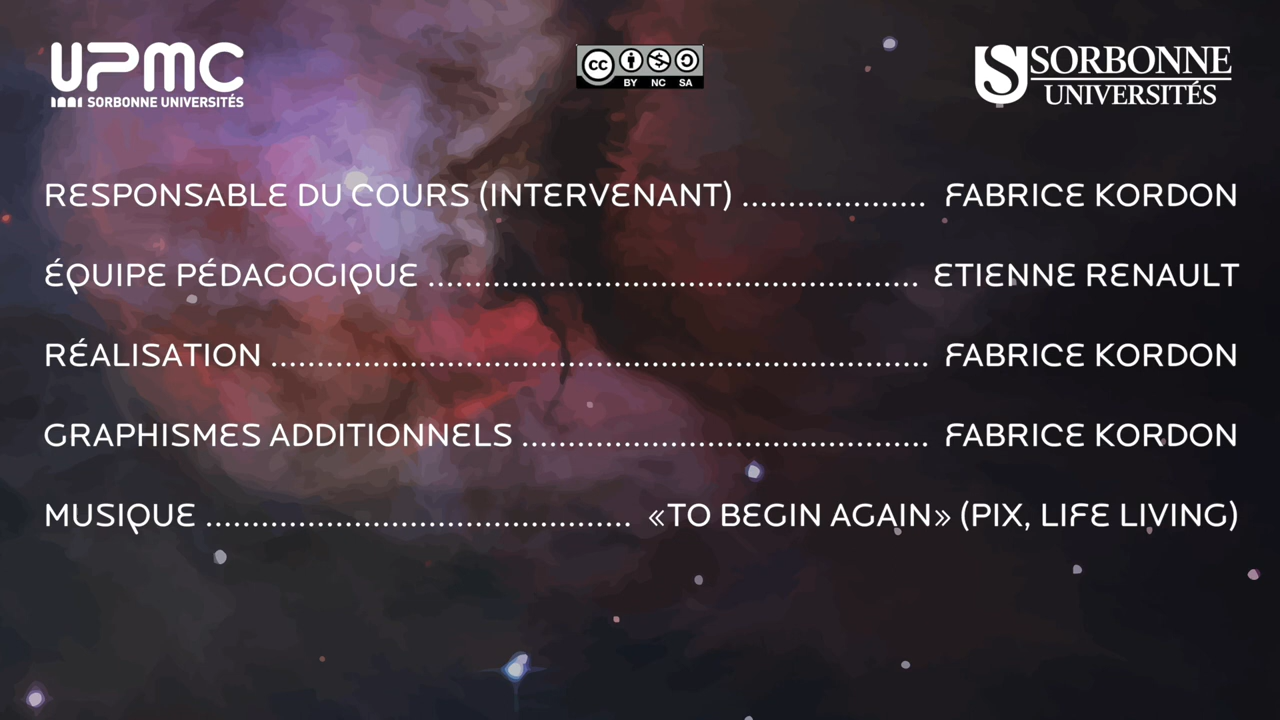 UPMC
SORBONNE UNIVERSITÉS
cc
BY NC SA
SORBONNE
UNIVERSITÉS
RESPONSABLE DU COURS (INTERVENANT) .................... FABRICE KORDON
ÉQUIPE PÉDAGOGIQUE .................................................... ETIENNE RENAULT
RÉALISATION ...................................................................... FABRICE KORDON
GRAPHISMES ADDITIONNELS ........................................... FABRICE KORDON
MUSIQUE ............................................. «TO BEGIN AGAIN» (PIX, LIFE LIVING)